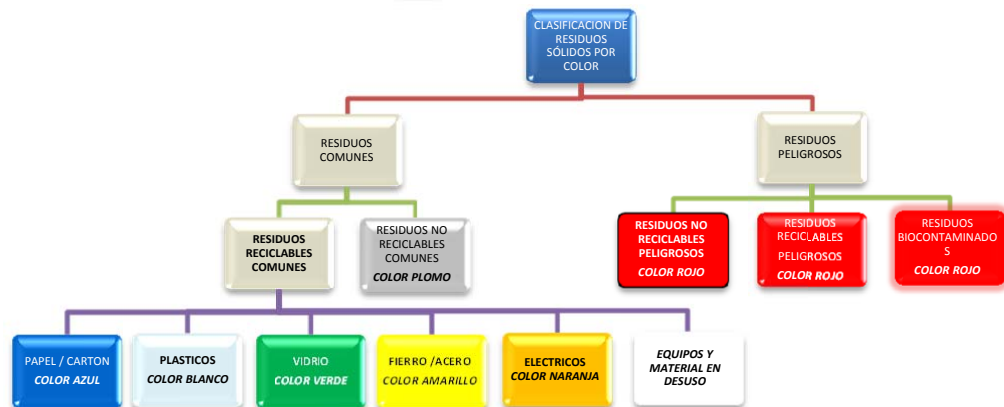 CLASIFICACION DE
RESIDUOS
SÓLIDOS POR
COLOR
RESIDUOS
COMUNES
RESIDUOS
PELIGROSOS
RESIDUOS
RECICLABLES
COMUNES
RESIDUOS NO
RECICLABLES
COMUNES
COLOR PLOMO
RESIDUOS NO
RECICLABLES
PELIGROSOS
COLOR ROJO
RESIDUOS
RECICLABLES
PELIGROSOS
COLOR ROJO
RESIDUOS
BIOCONTAMINADO
S
COLOR ROJO
PAPEL / CARTON
COLOR AZUL
PLASTICOS
COLOR BLANCO
VIDRIO
COLOR VERDE
FIERRO /ACERO
COLOR AMARILLO
ELECTRICOS
COLOR NARANJA
EQUIPOS Y
MATERIAL EN
DESUSO